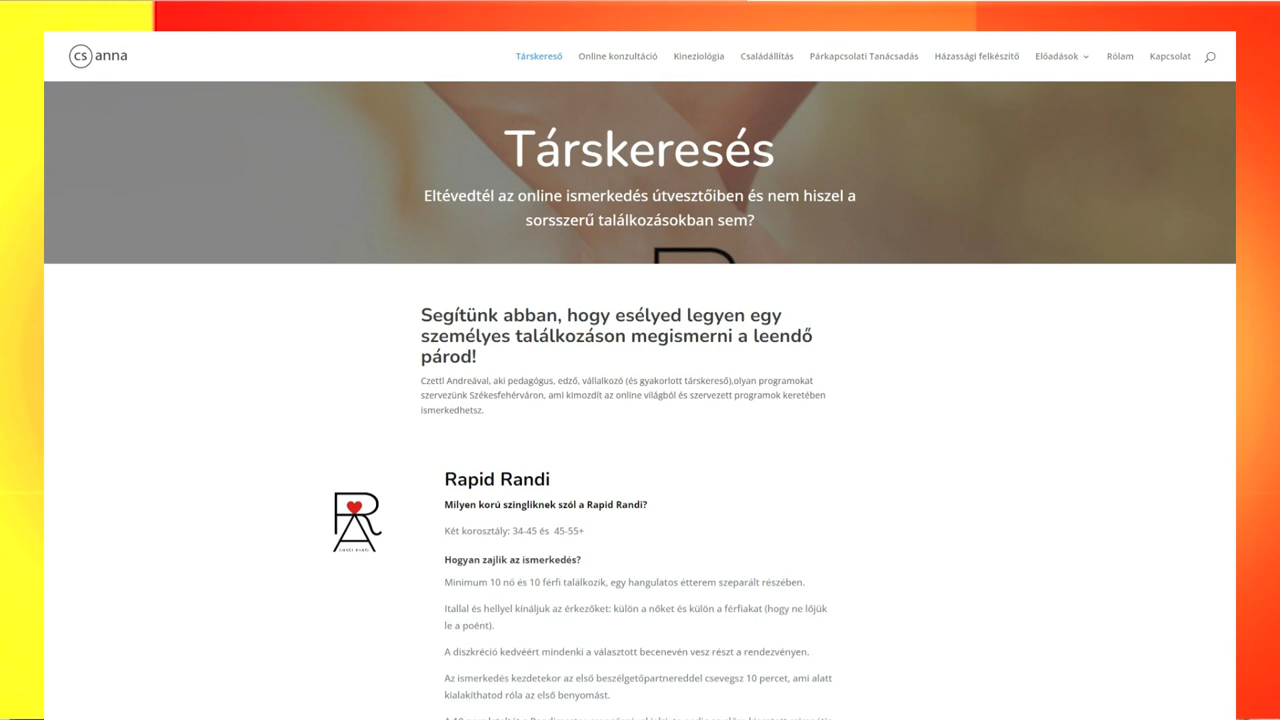 cs anna
Társkereső Online konzultáció Kineziológia Családállítás Párkapcsolati Tanácsadás Házassági felkészítő Előadások Rólam Kapcsolat
Társkeresés
Eltévedtél az online ismerkedés útvesztőiben és nem hiszel a
sorsszerű találkozásokban sem?
Segítünk abban, hogy esélyed legyen egy
személyes találkozáson megismerni a leendő
párod!
Czettl Andreával, aki pedagógus, edző, vállalkozó (és gyakorlott társkereső),olyan programokat
szervezünk Székesfehérváron, ami kimozdít az online világból és szervezett programok keretében
ismerkedhetsz.
Rapid Randi
Milyen korú szingliknek szól a Rapid Randi?
Két korosztály: 34-45 és 45-55+
Hogyan zajlik az ismerkedés?
Minimum 10 nő és 10 férfi találkozik, egy hangulatos étterem szeparált részében.
Itallal és hellyel kínáljuk az érkezőket: külön a nőket és külön a férfiakat (hogy ne lőjük
le a poént).
A diszkréció kedvéért mindenki a választott becenevén vesz részt a rendezvényen.
Az ismerkedés kezdetekor az első beszélgetőpartnereddel csevegsz 10 percet, ami alatt
kialakíthatod róla az első benyomást.